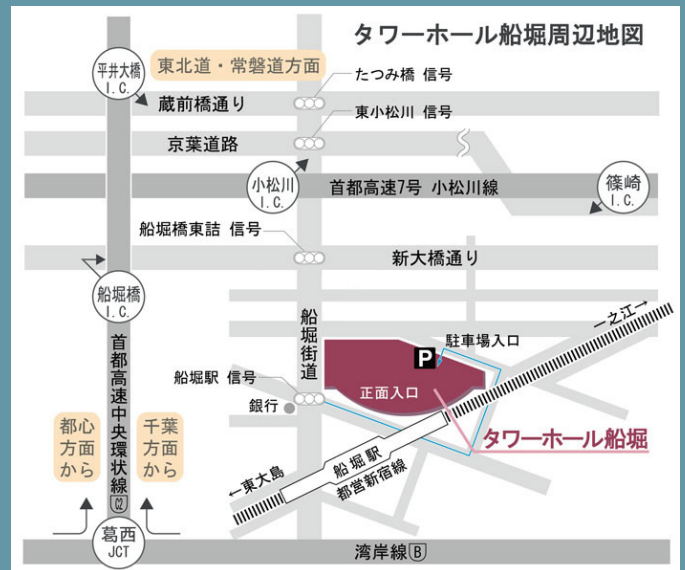 タワーホール船堀周辺地図
平井大橋
I.C.
東北道・常磐道方面
たつみ橋 信号
蔵前橋通り
東小松川 信号
京葉道路
小松川
I.C.
首都高速7号 小松川線
篠崎
I.C.
船堀橋東詰 信号
新大橋通り
船堀橋
I.C.
船堀街道
一之江→
駐車場入口
P
首都高速中央環状線
C2
船堀駅 信号
正面入口
銀行
タワーホール船堀
都心
方面
から
千葉
方面
から
船堀駅
都営新宿線
←東大島
葛西
JCT
湾岸線
B